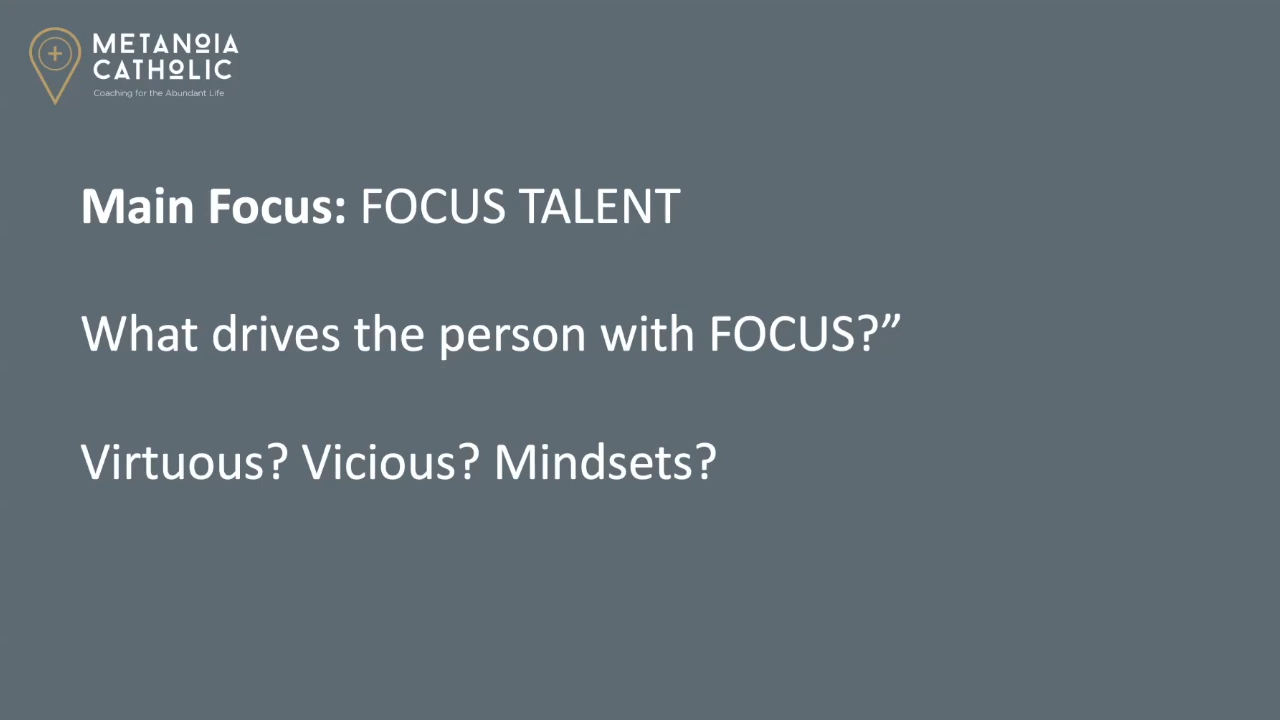 METANOIA
CATHOLIC
Coaching for the Abundant Life
Main Focus: FOCUS TALENT
What drives the person with FOCUS?”
Virtuous? Vicious? Mindsets?